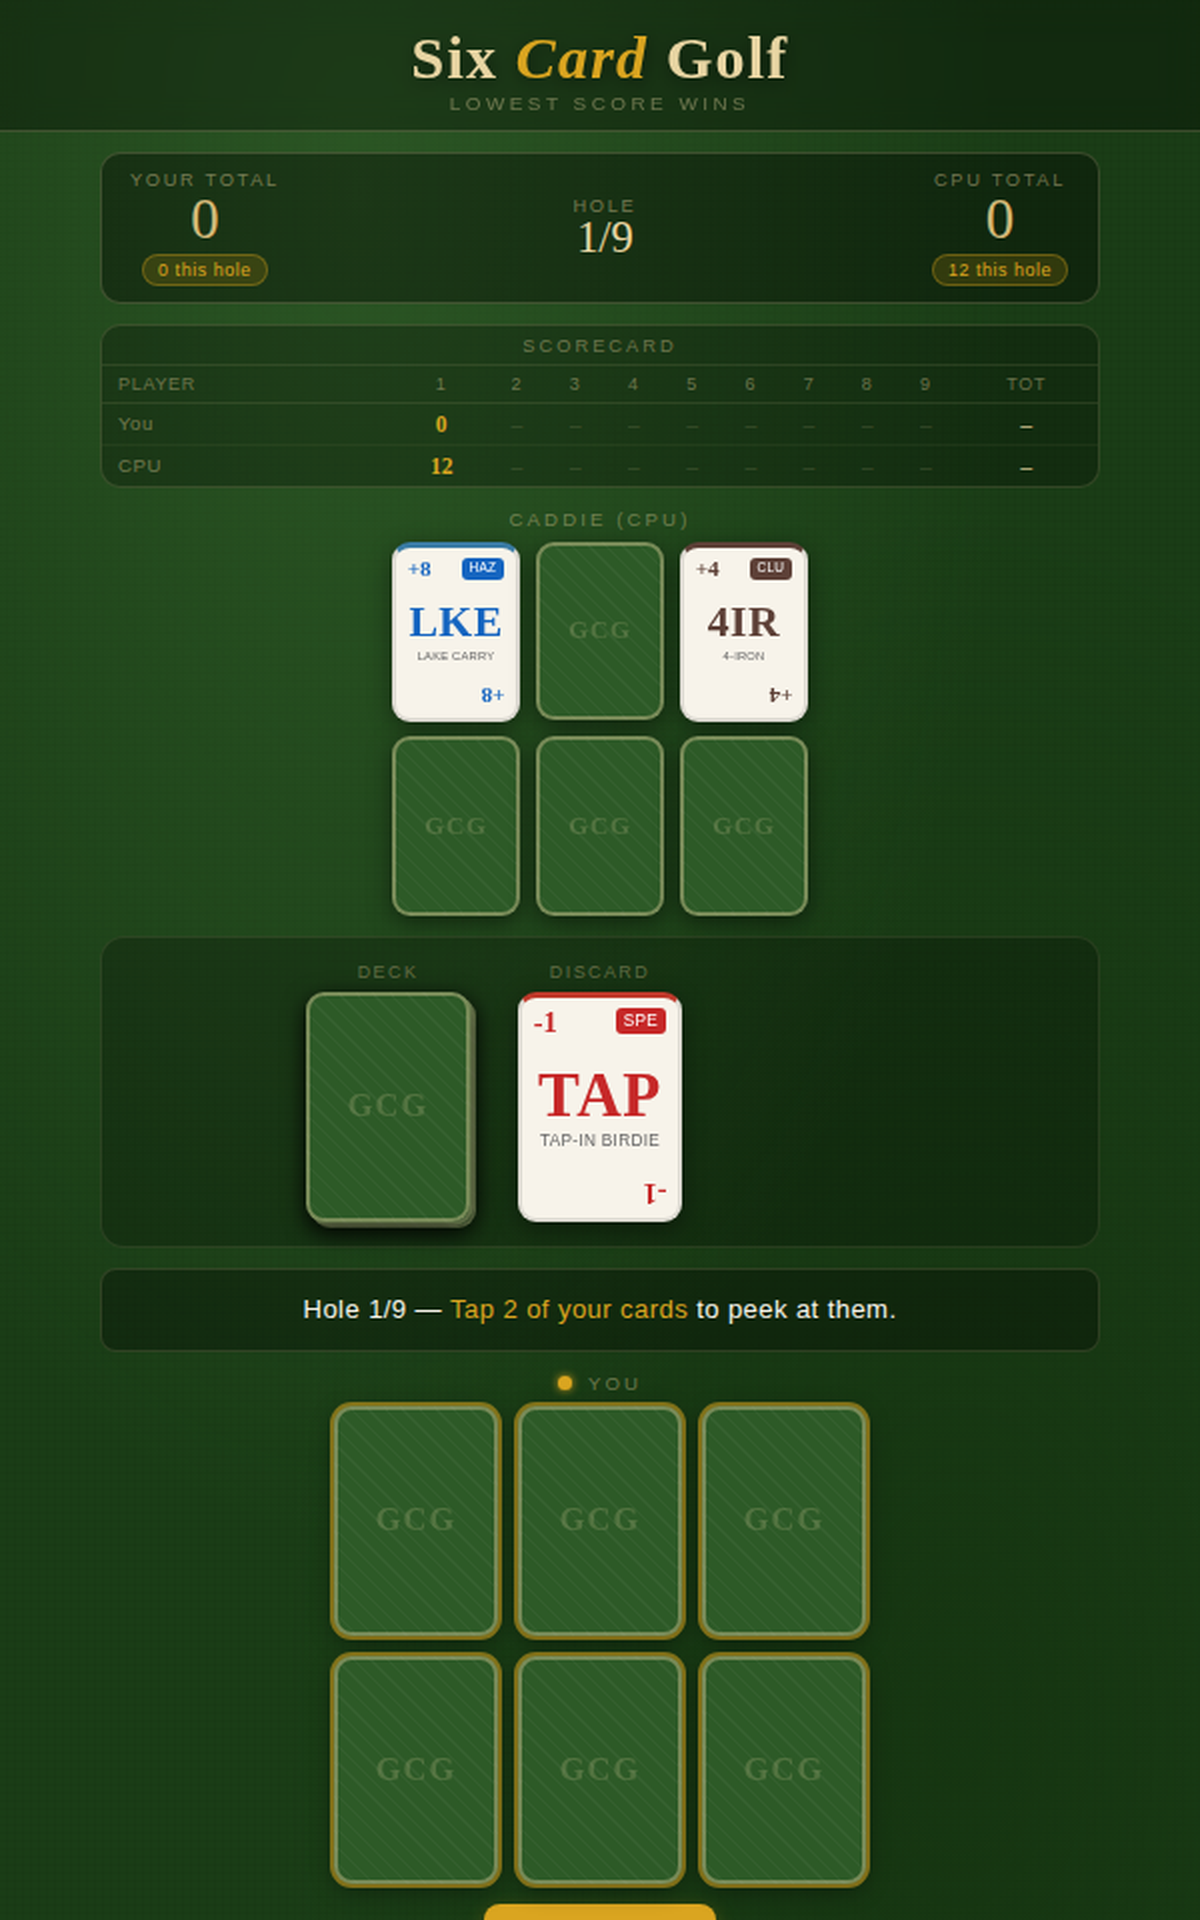 Six Card Golf
LOWEST SCORE WINS
YOUR TOTAL
0
0 this hole
HOLE
1/9
CPU TOTAL
0
12 this hole
SCORECARD
PLAYER 1 2 3 4 5 6 7 8 9 TOT
You 0 – – – – – – – – –
CPU 12 – – – – – – – – –
CADDIE (CPU)
+8 HAZ
LKE
LAKE CARRY
+8
GCG
+4 CLU
4IR
4-IRON
+4
GCG GCG GCG
DECK
GCG
DISCARD
-1 SPE
TAP
TAP-IN BIRDIE
-1
Hole 1/9 — Tap 2 of your cards to peek at them.
YOU
GCG GCG GCG
GCG GCG GCG